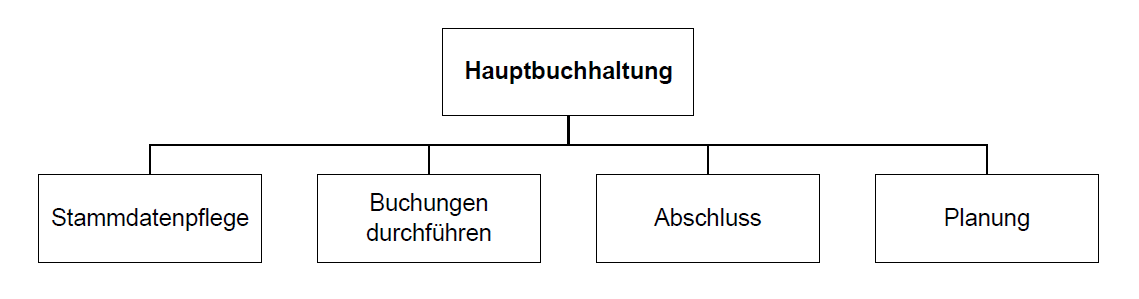 Hauptbuchhaltung
Stammdatenpflege
Buchungen
durchführen
Abschluss
Planung